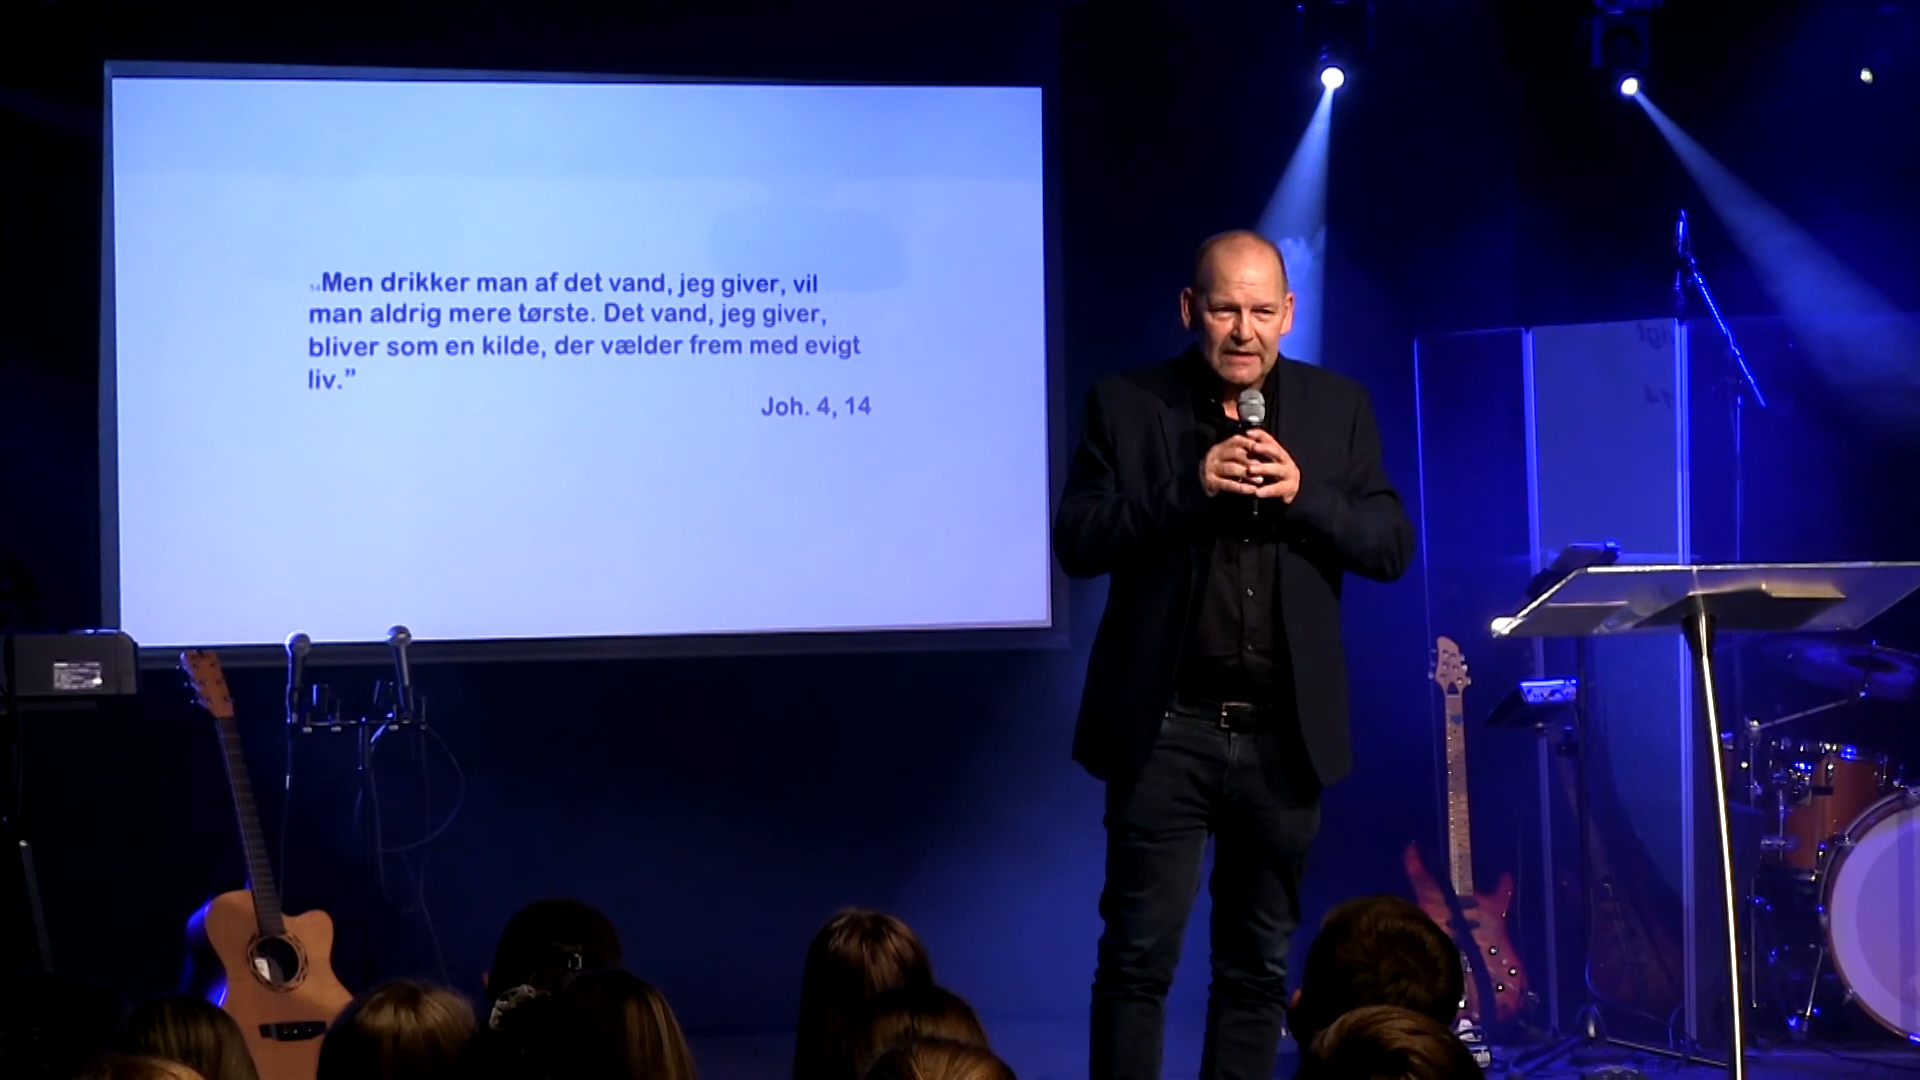 Men drikker man af det vand, jeg giver, vil
man aldrig mere tørste. Det vand, jeg giver,
bliver som en kilde, der vælder frem med evigt
liv.”
Joh. 4, 14